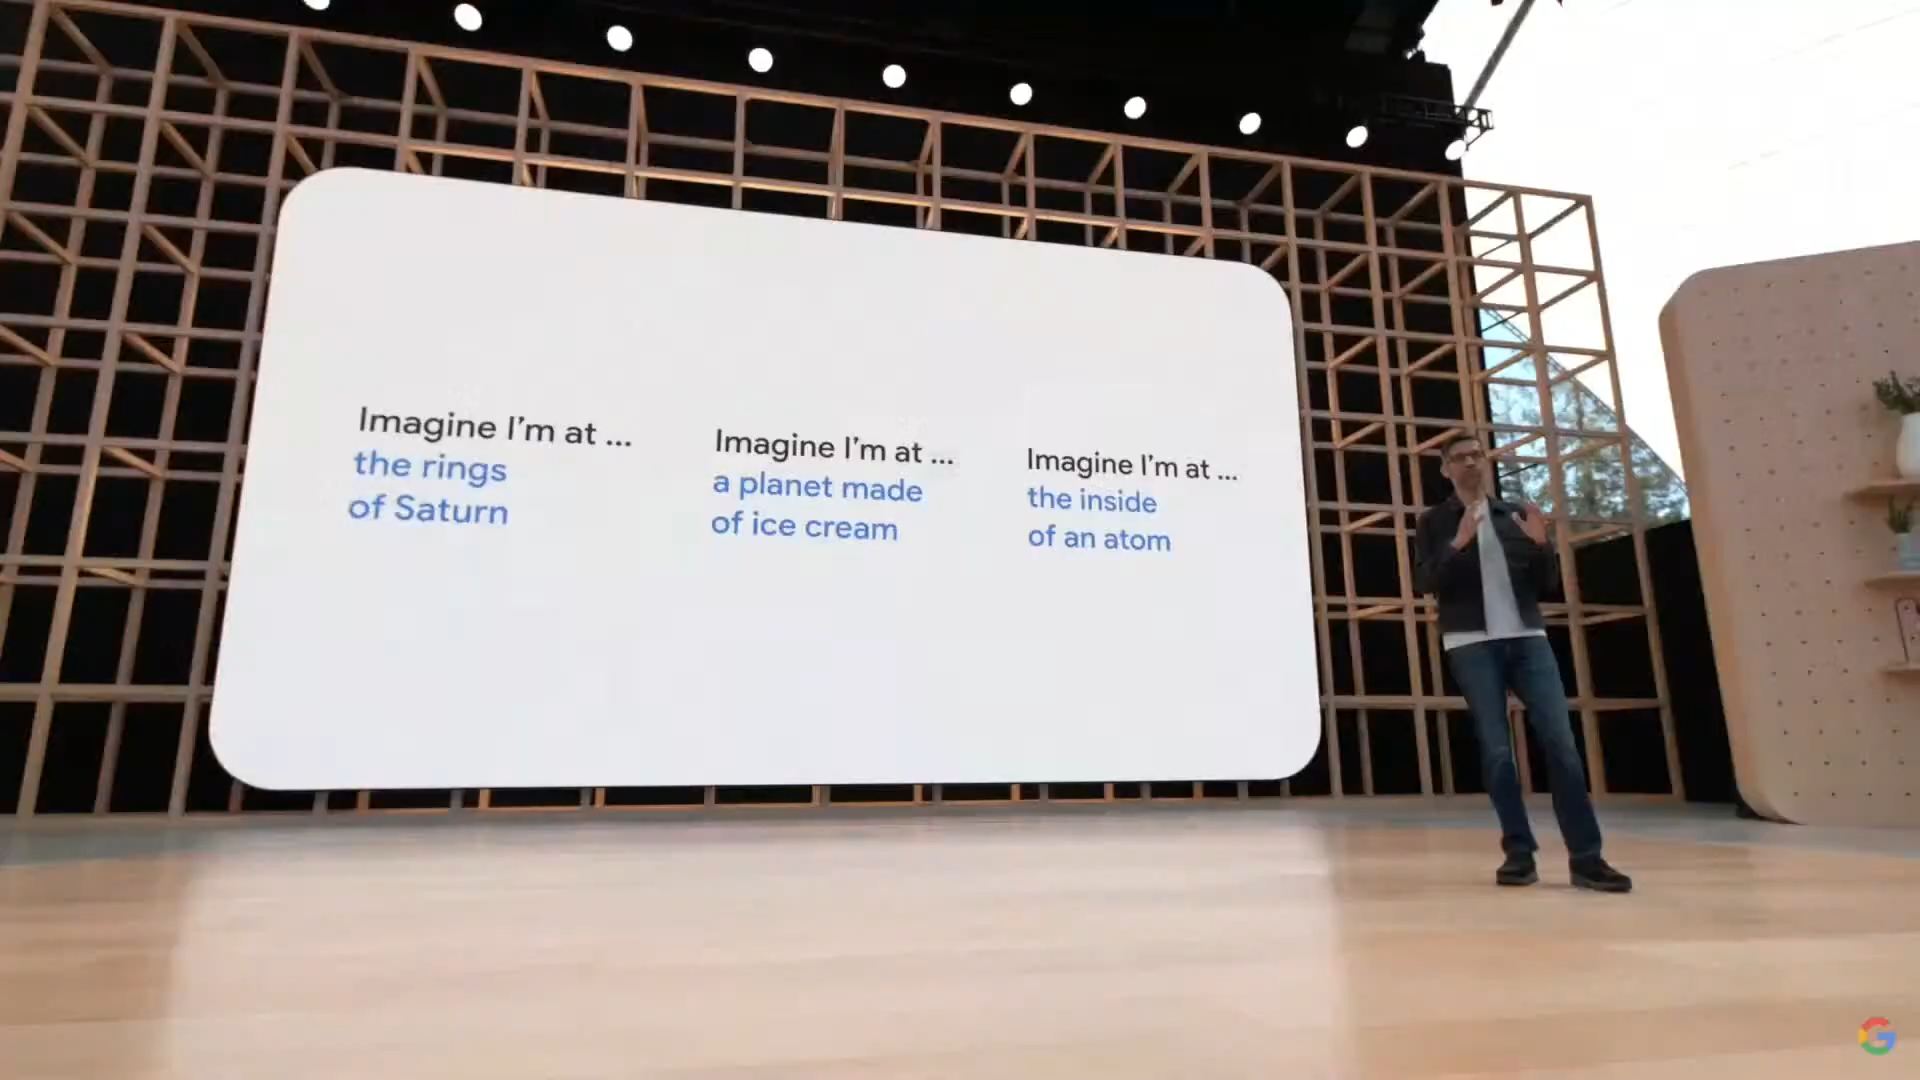 Imagine I'm at ...
the rings
of Saturn
Imagine I'm at ...
a planet made
of ice cream
Imagine I'm at ...
the inside
of an atom